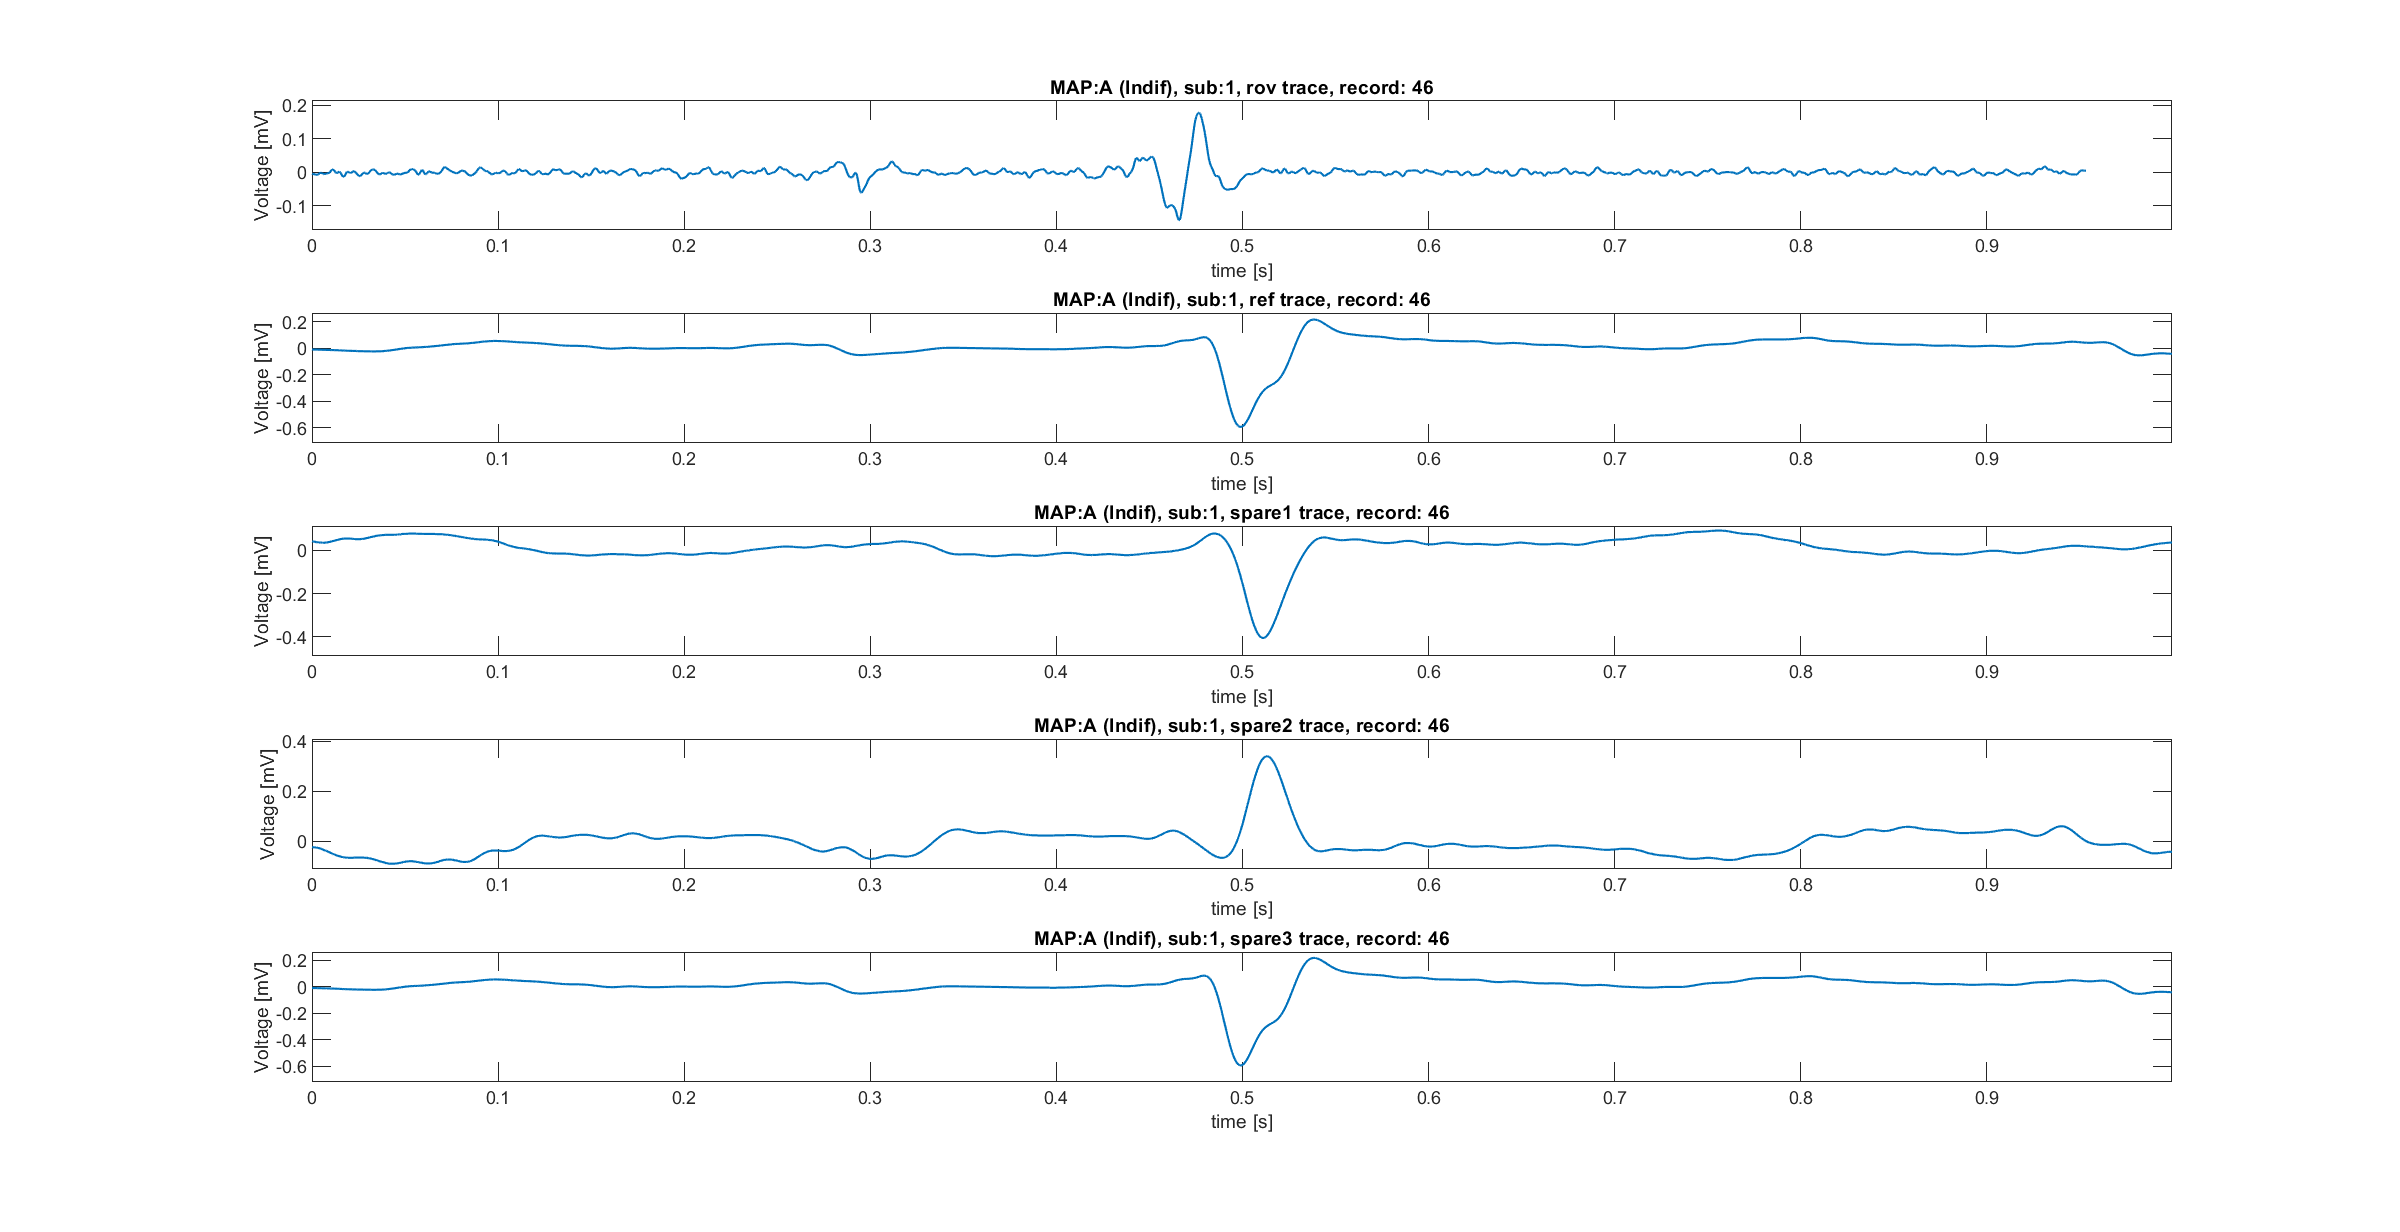 MAP:A (Indif), sub:1, rov trace, record: 46
Voltage [mV]
0.2
0.1
0
-0.1
0 0.1 0.2 0.3 0.4 0.5 0.6 0.7 0.8 0.9
time [s]
MAP:A (Indif), sub:1, ref trace, record: 46
Voltage [mV]
0.2
0
-0.2
-0.4
-0.6
0 0.1 0.2 0.3 0.4 0.5 0.6 0.7 0.8 0.9
time [s]
MAP:A (Indif), sub:1, spare1 trace, record: 46
Voltage [mV]
0
-0.2
-0.4
0 0.1 0.2 0.3 0.4 0.5 0.6 0.7 0.8 0.9
time [s]
MAP:A (Indif), sub:1, spare2 trace, record: 46
Voltage [mV]
0.4
0.2
0
0 0.1 0.2 0.3 0.4 0.5 0.6 0.7 0.8 0.9
time [s]
MAP:A (Indif), sub:1, spare3 trace, record: 46
Voltage [mV]
0.2
0
-0.2
-0.4
-0.6
0 0.1 0.2 0.3 0.4 0.5 0.6 0.7 0.8 0.9
time [s]